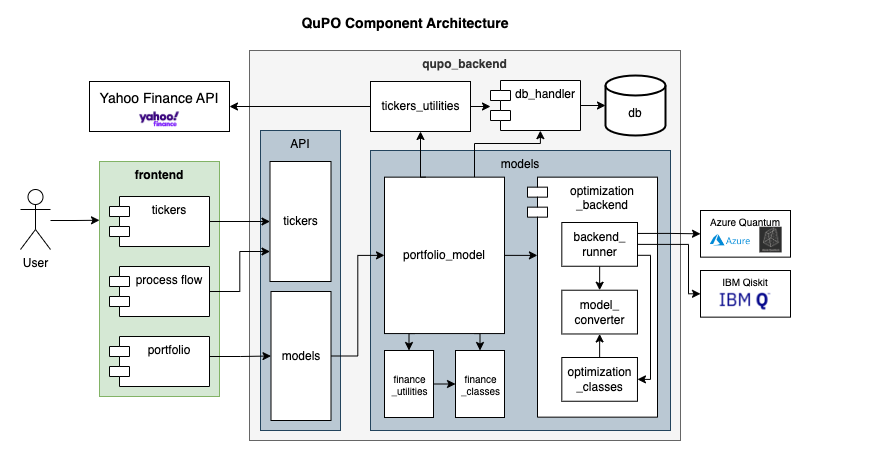 QuPO Component Architecture
qupo_backend
Yahoo Finance API
yahoo!
finance
tickers_utilities
db_handler
db
API
models
frontend
tickers
process flow
portfolio
User
tickers
models
portfolio_model
finance
_utilities
finance
_classes
optimization
_backend
backend_
runner
model_
converter
optimization
_classes
Azure Quantum
Azure
IBM Qiskit
IBM Q